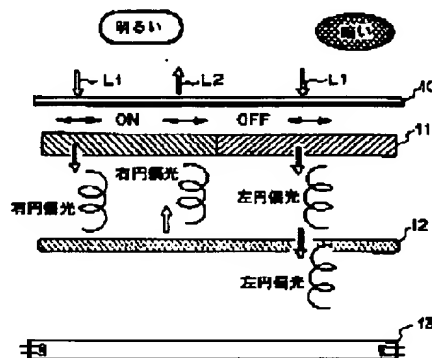 明るい 暗い
L1 L2 L1
10
ON OFF
11
右円偏光 左円偏光
右円偏光
12
左円偏光
13